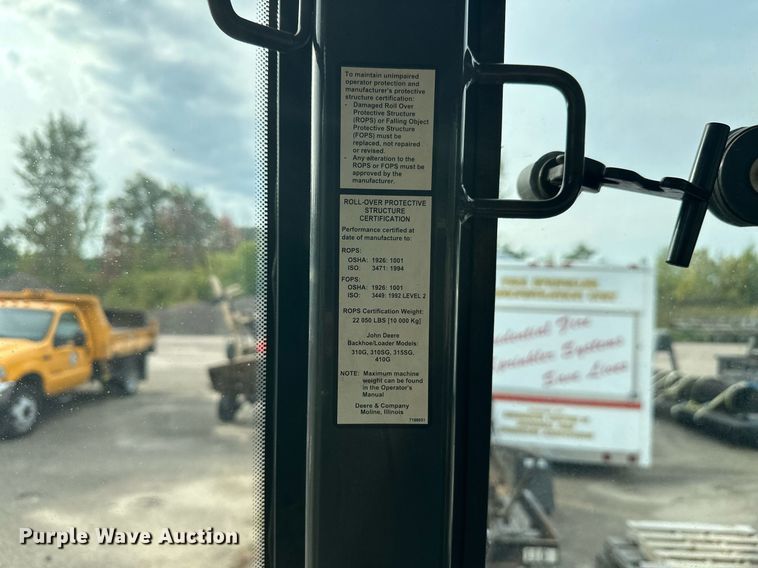 To maintain unimpaired
operator protection and
manufacturer's protective
structure certification:
- Damaged Roll Over
Protective Structure
(ROPS) or Falling Object
Protective Structure
(FOPS) must be
replaced, not repaired
or revised.
- Any alteration to the
ROPS or FOPS must be
approved by the
manufacturer.
ROLL-OVER PROTECTIVE
STRUCTURE
CERTIFICATION
Performance certified at
date of manufacture to:
ROPS:
OSHA: 1926: 1001
ISO: 3471: 1994
FOPS:
OSHA: 1926: 1001
ISO: 3449: 1992 LEVEL 2
ROPS Certification Weight:
22 050 LBS [10 000 Kg]
John Deere
Backhoe/Loader Models:
310G, 310SG, 315SG,
410G
NOTE: Maximum machine
weight can be found
in the Operator's
Manual
Deere & Company
Moline, Illinois
Fire
Sprinkler Systems
Save Lives
Purple Wave Auction